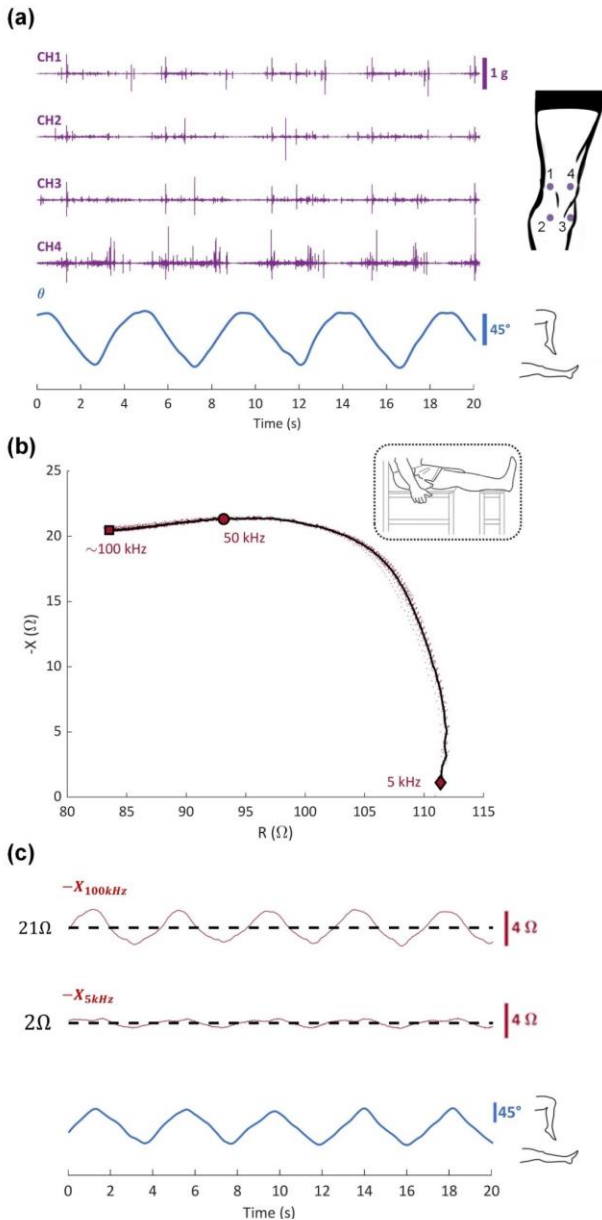 (a)
CH1
1 g
CH2
CH3
CH4
1 4
2 3
θ
45°
0 2 4 6 8 10 12 14 16 18 20
Time (s)
(b)
25
20
15
10
5
0
-X (Ω)
~100 kHz
50 kHz
5 kHz
80 85 90 95 100 105 110 115
R (Ω)
(c)
−X100kHz
21Ω
4 Ω
−X5kHz
2Ω
4 Ω
45°
0 2 4 6 8 10 12 14 16 18 20
Time (s)